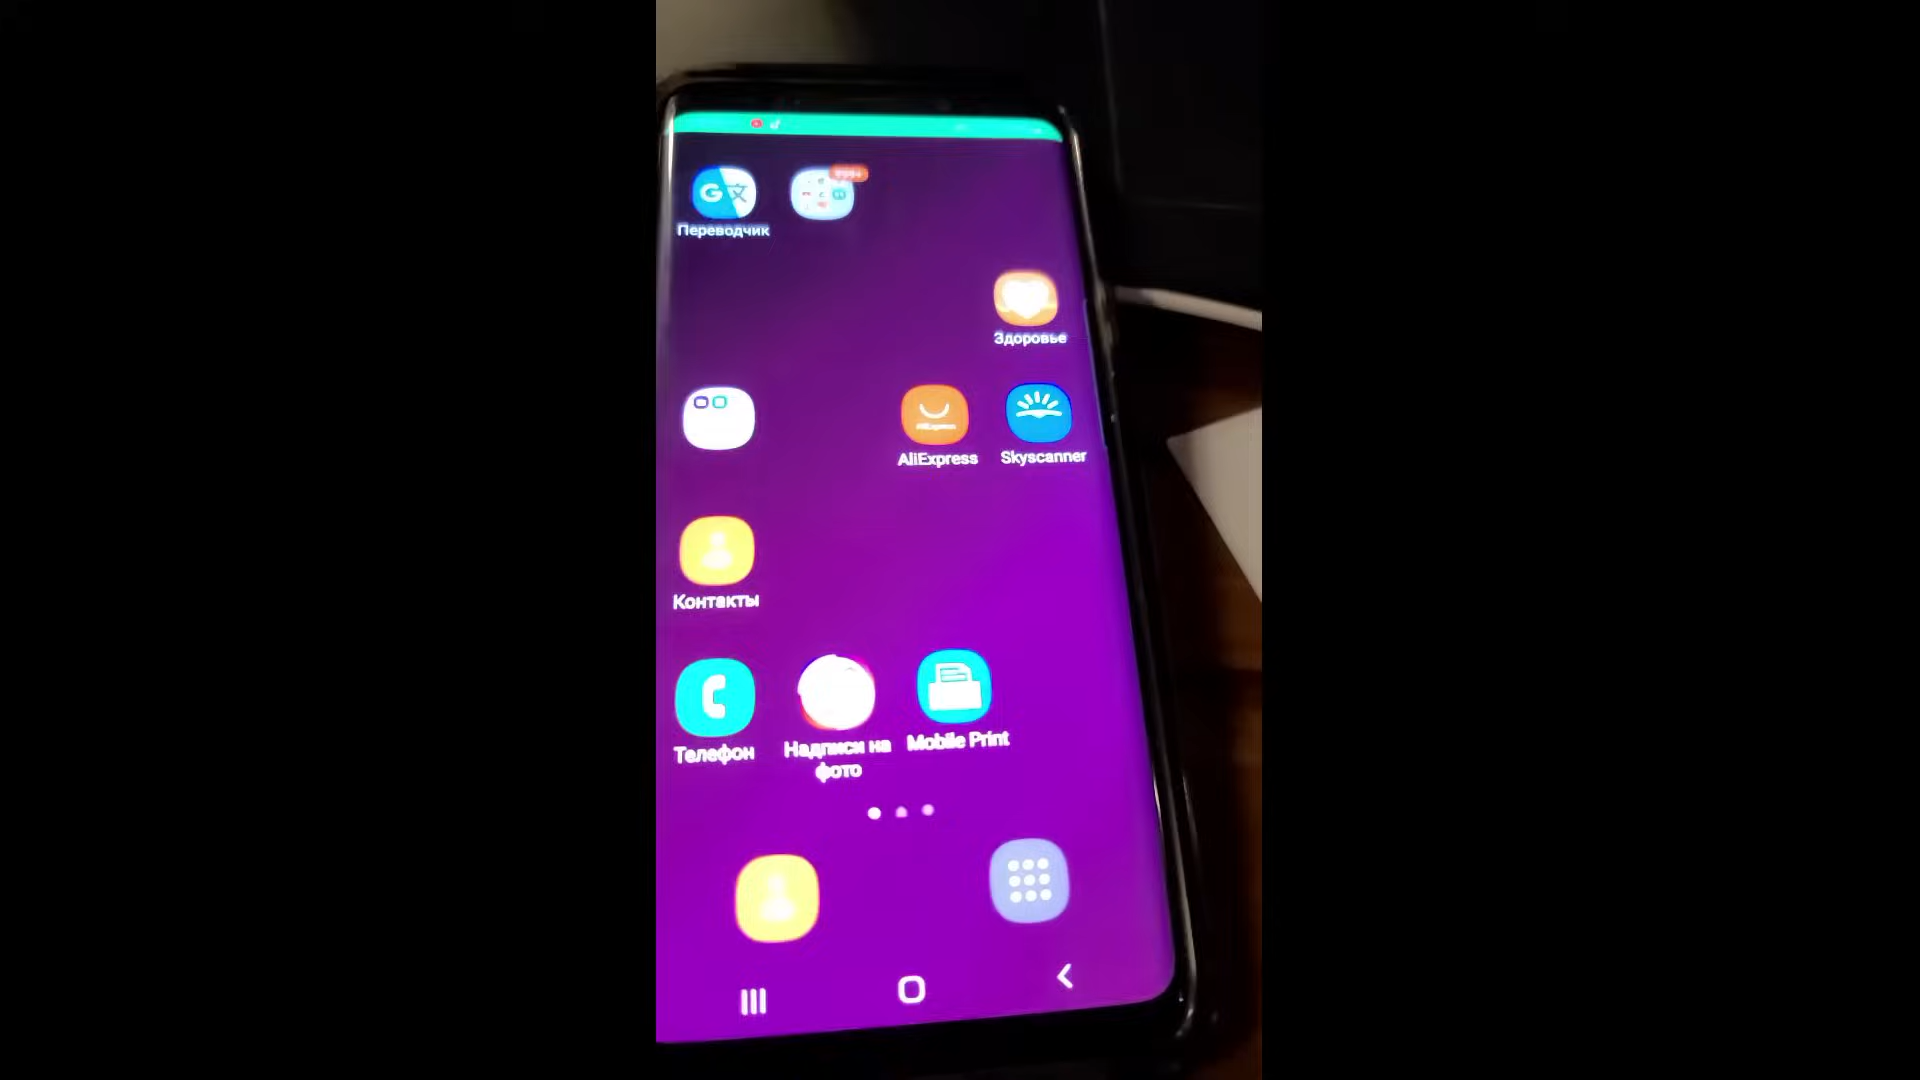 Переводчик
Здоровье
AliExpress
Skyscanner
Контакты
Телефон
Надписи на
фото
Mobile Print